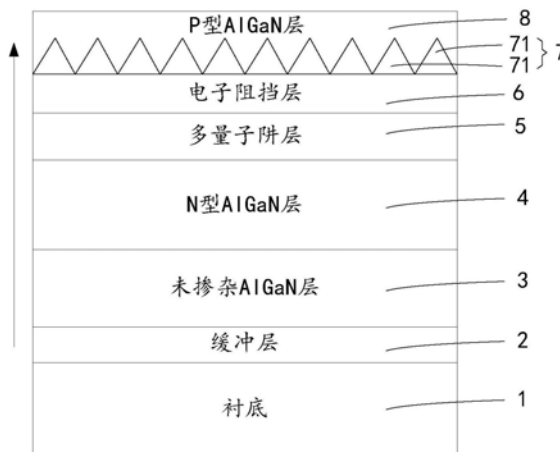 P型AlGaN层 8
71
71 } 7
电子阻挡层 6
多量子阱层 5
N型AlGaN层 4
未掺杂AlGaN层 3
缓冲层 2
衬底 1